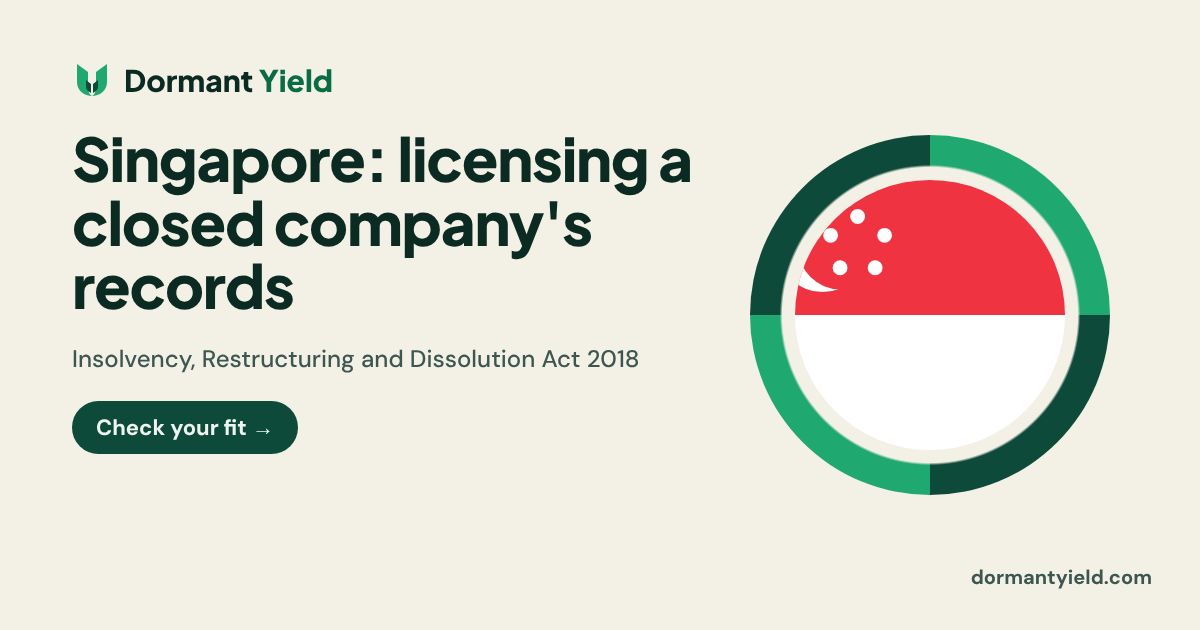 Dormant Yield
Singapore: licensing a
closed company's
records
Insolvency, Restructuring and Dissolution Act 2018
Check your fit →
dormantyield.com